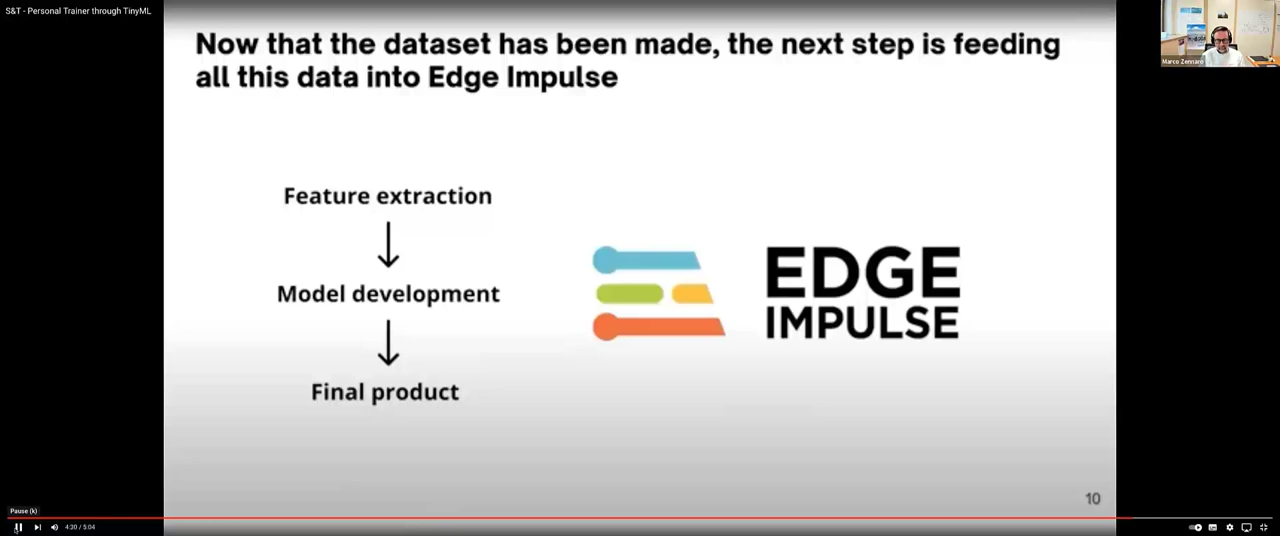 S&T - Personal Trainer through TinyML
Now that the dataset has been made, the next step is feeding
all this data into Edge Impulse
Marco Zennaro
Feature extraction
Model development
Final product
EDGE
IMPULSE
10
Pause (k)
4:20 / 5:04